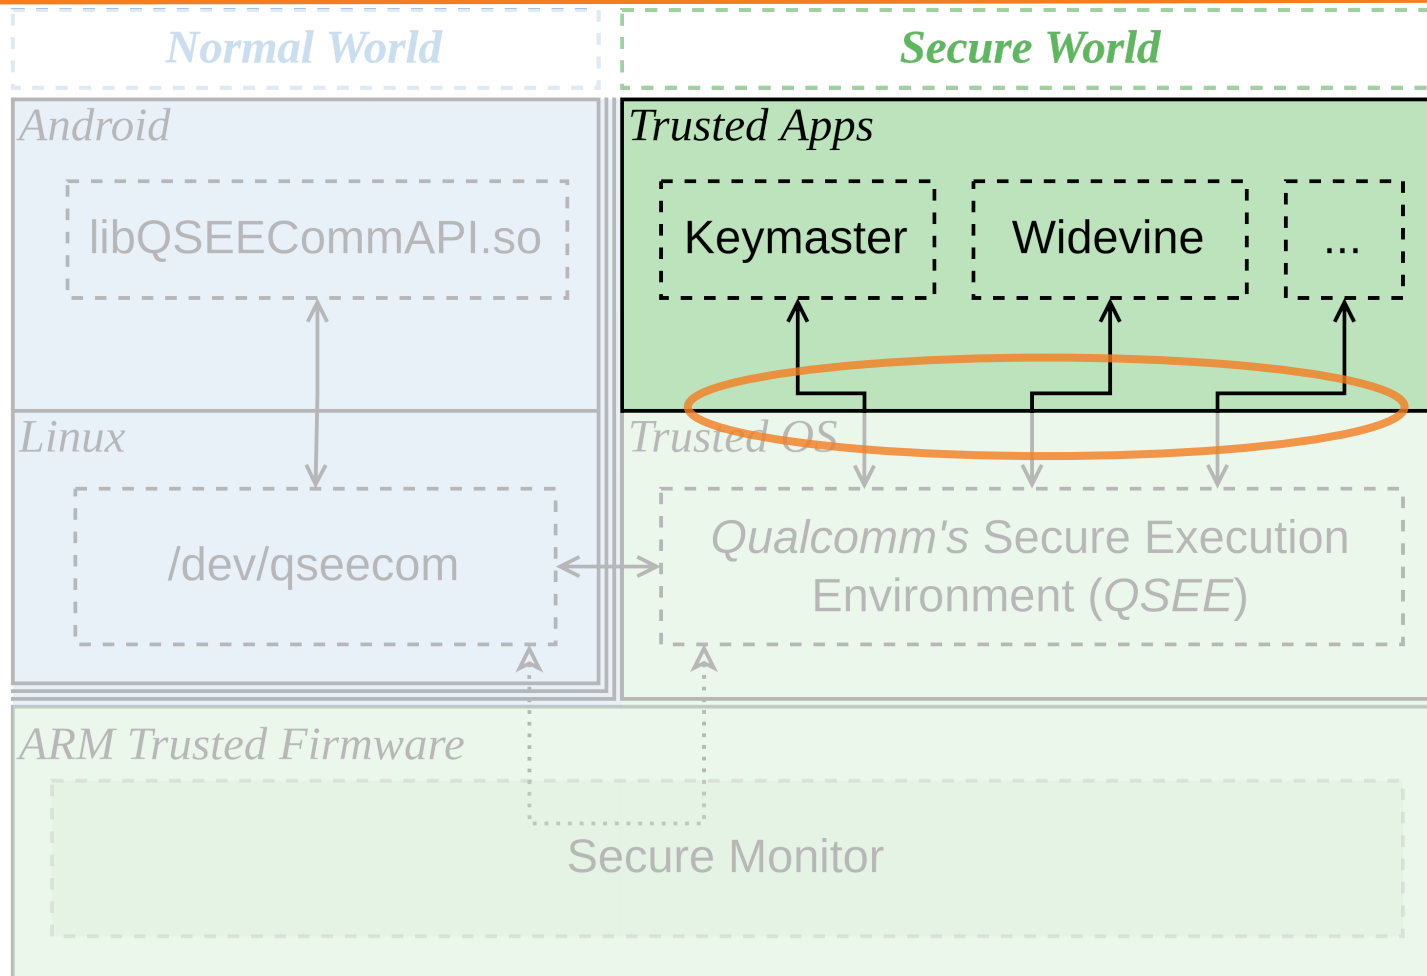 Normal World
Secure World
Android
Trusted Apps
libQSEECommAPI.so
Keymaster
Widevine
...
Linux
Trusted OS
/dev/qseecom
Qualcomm's Secure Execution
Environment (QSEE)
ARM Trusted Firmware
Secure Monitor